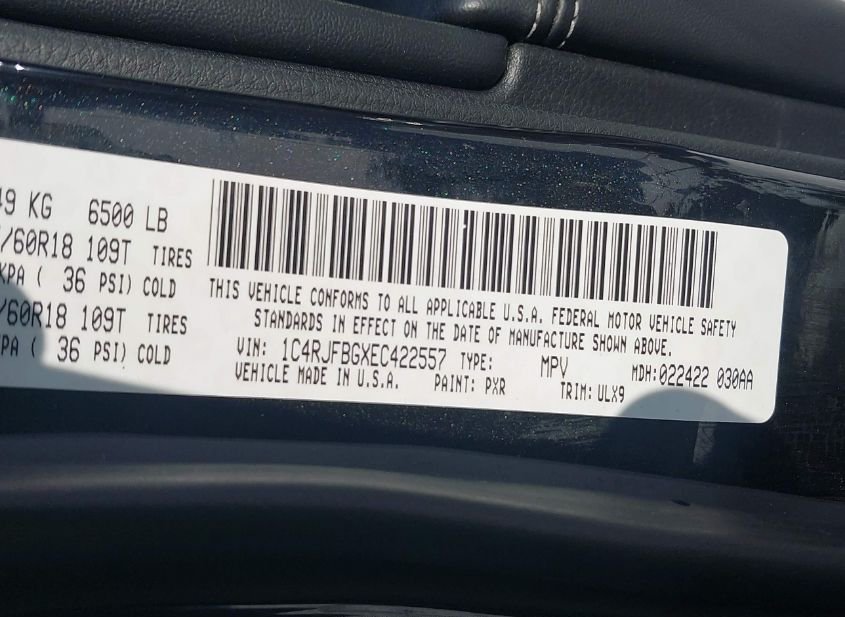 49 KG 6500 LB
/60R18 109T TIRES
KPA ( 36 PSI) COLD
/60R18 109T TIRES
PA ( 36 PSI) COLD
THIS VEHICLE CONFORMS TO ALL APPLICABLE U.S.A. FEDERAL MOTOR VEHICLE SAFETY
STANDARDS IN EFFECT ON THE DATE OF MANUFACTURE SHOWN ABOVE.
VIN: 1C4RJFBGXEC422557 TYPE: MPV MDH:022422 030AA
VEHICLE MADE IN U.S.A. PAINT: PXR TRIM: ULX9